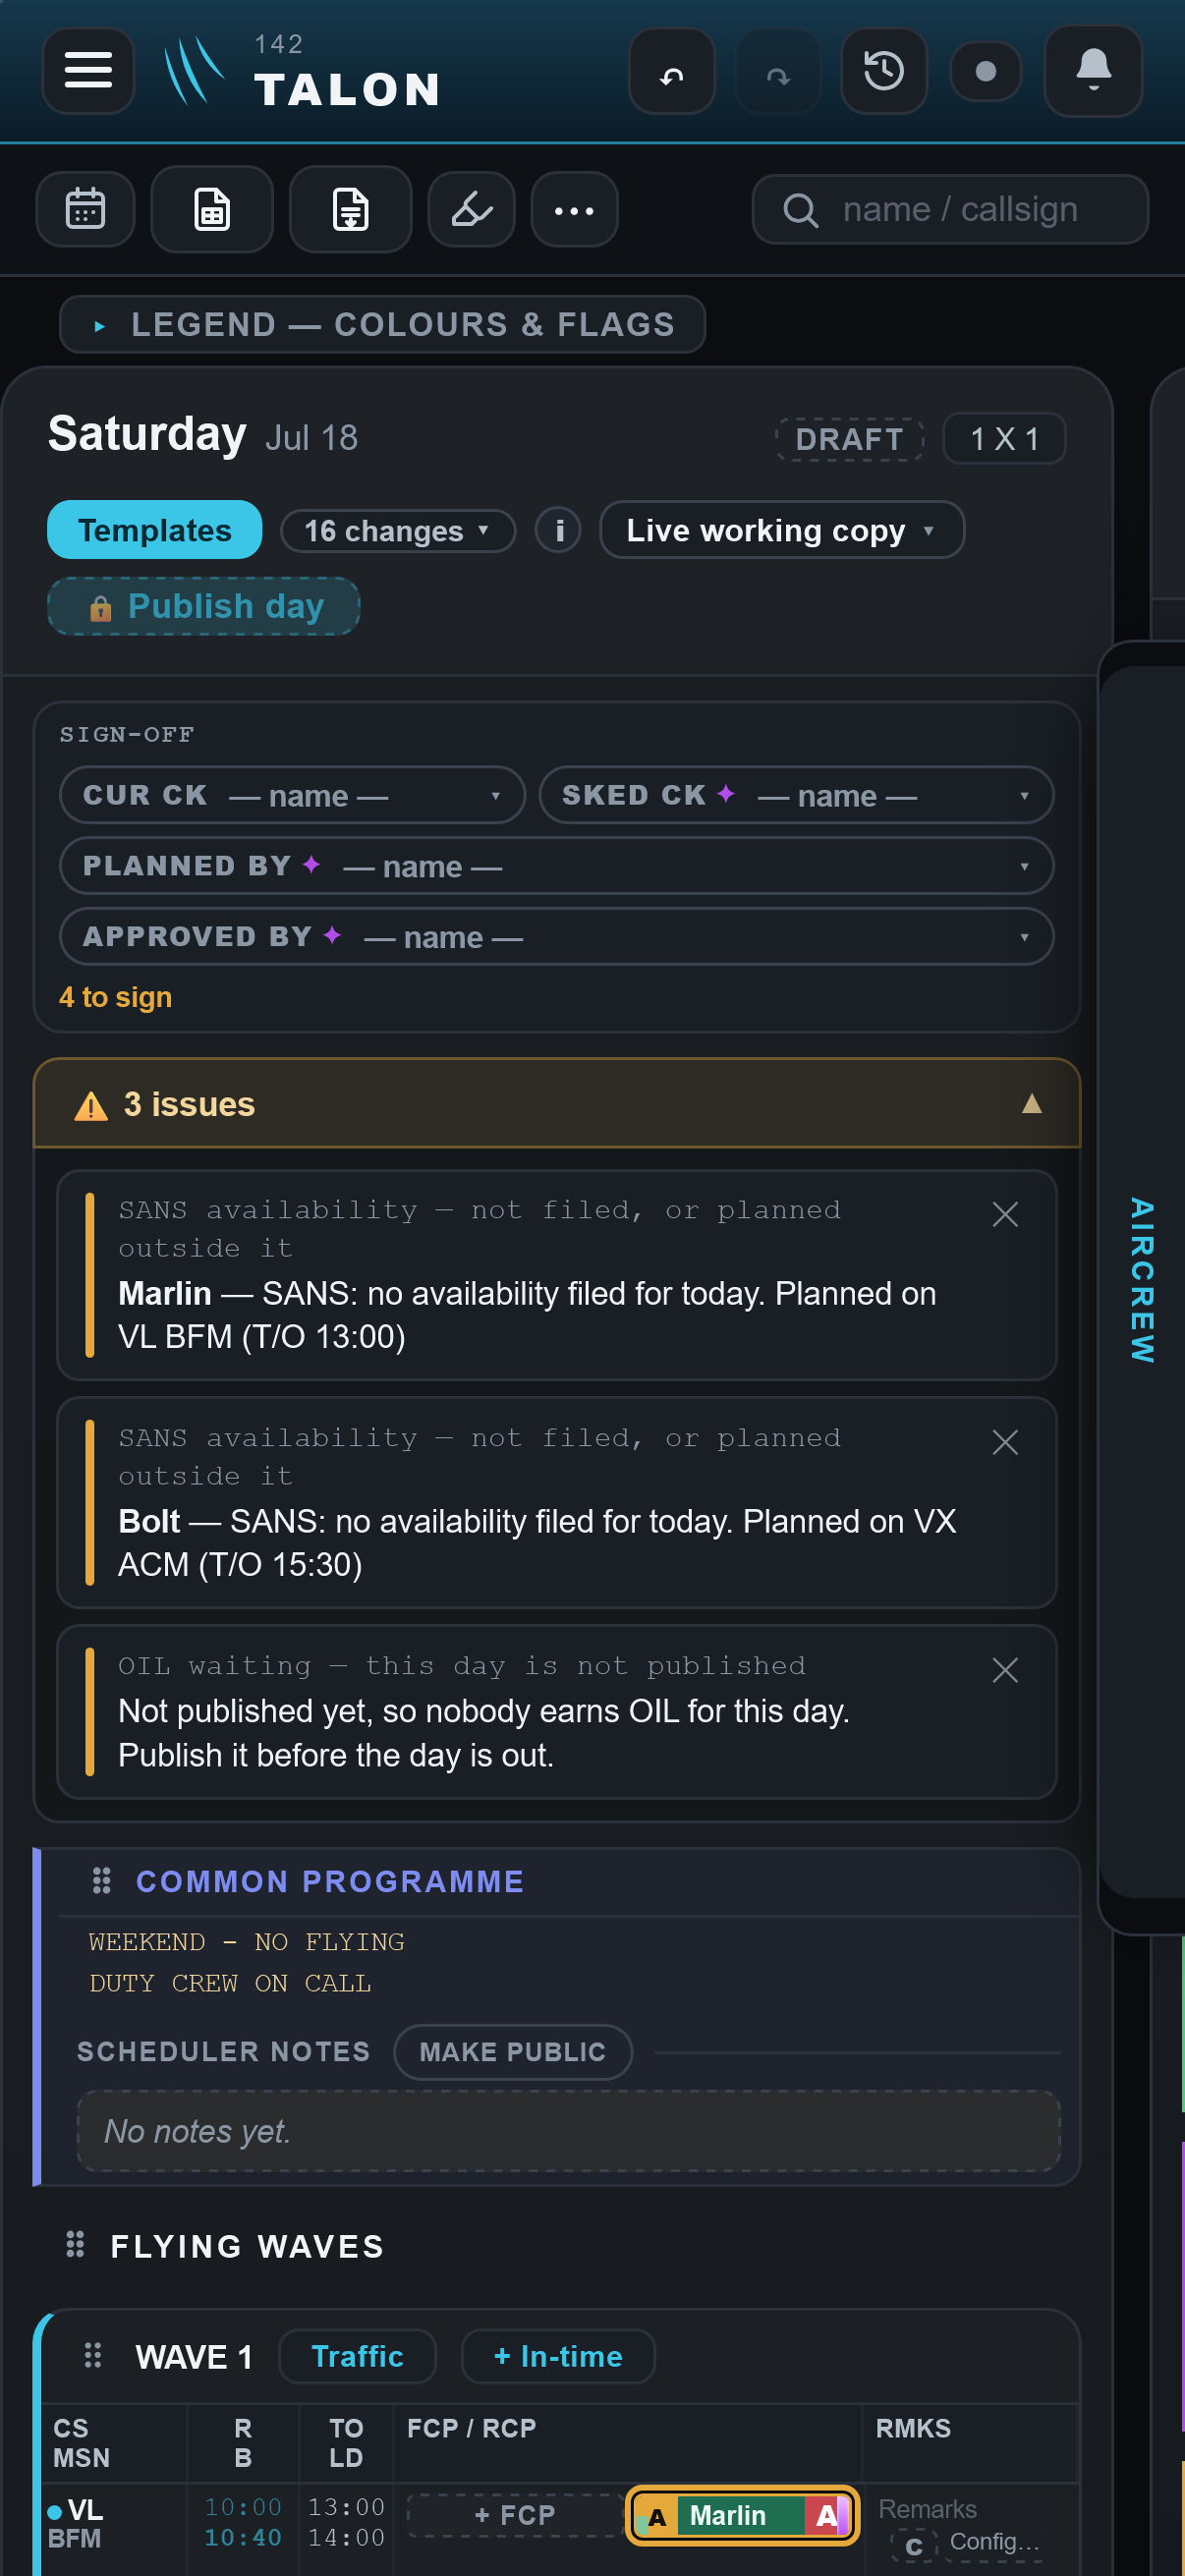 142
TALON
name / callsign
LEGEND — COLOURS & FLAGS
Saturday Jul 18 DRAFT 1 X 1
Templates 16 changes i Live working copy
Publish day
SIGN-OFF
CUR CK — name — SKED CK — name —
PLANNED BY — name —
APPROVED BY — name —
4 to sign
3 issues
SANS availability — not filed, or planned
outside it
Marlin — SANS: no availability filed for today. Planned on
VL BFM (T/O 13:00)
SANS availability — not filed, or planned
outside it
Bolt — SANS: no availability filed for today. Planned on VX
ACM (T/O 15:30)
OIL waiting — this day is not published
Not published yet, so nobody earns OIL for this day.
Publish it before the day is out.
AIRCREW
COMMON PROGRAMME
WEEKEND - NO FLYING
DUTY CREW ON CALL
SCHEDULER NOTES MAKE PUBLIC
No notes yet.
FLYING WAVES
WAVE 1 Traffic + In-time
CS R TO FCP / RCP RMKS
MSN B LD
VL 10:00 13:00 + FCP A Marlin A Remarks
BFM 10:40 14:00 C Config...